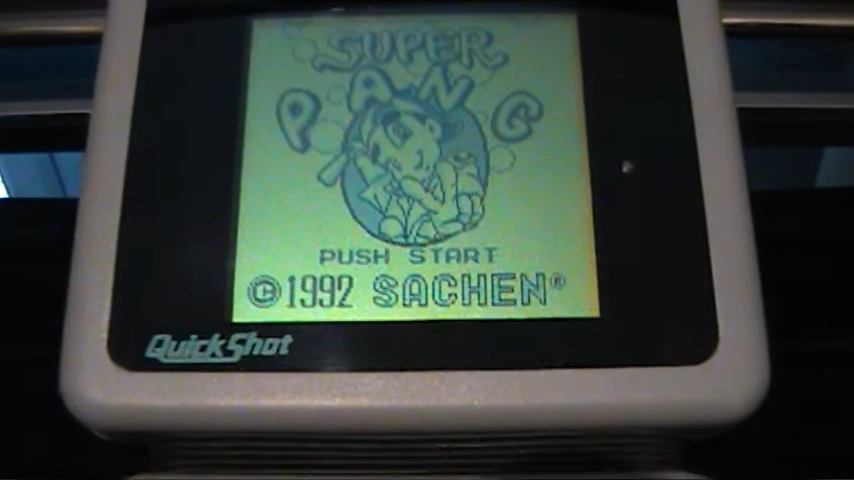 SUPER
PANG
PUSH START
©1992 SACHEN®
QuickShot